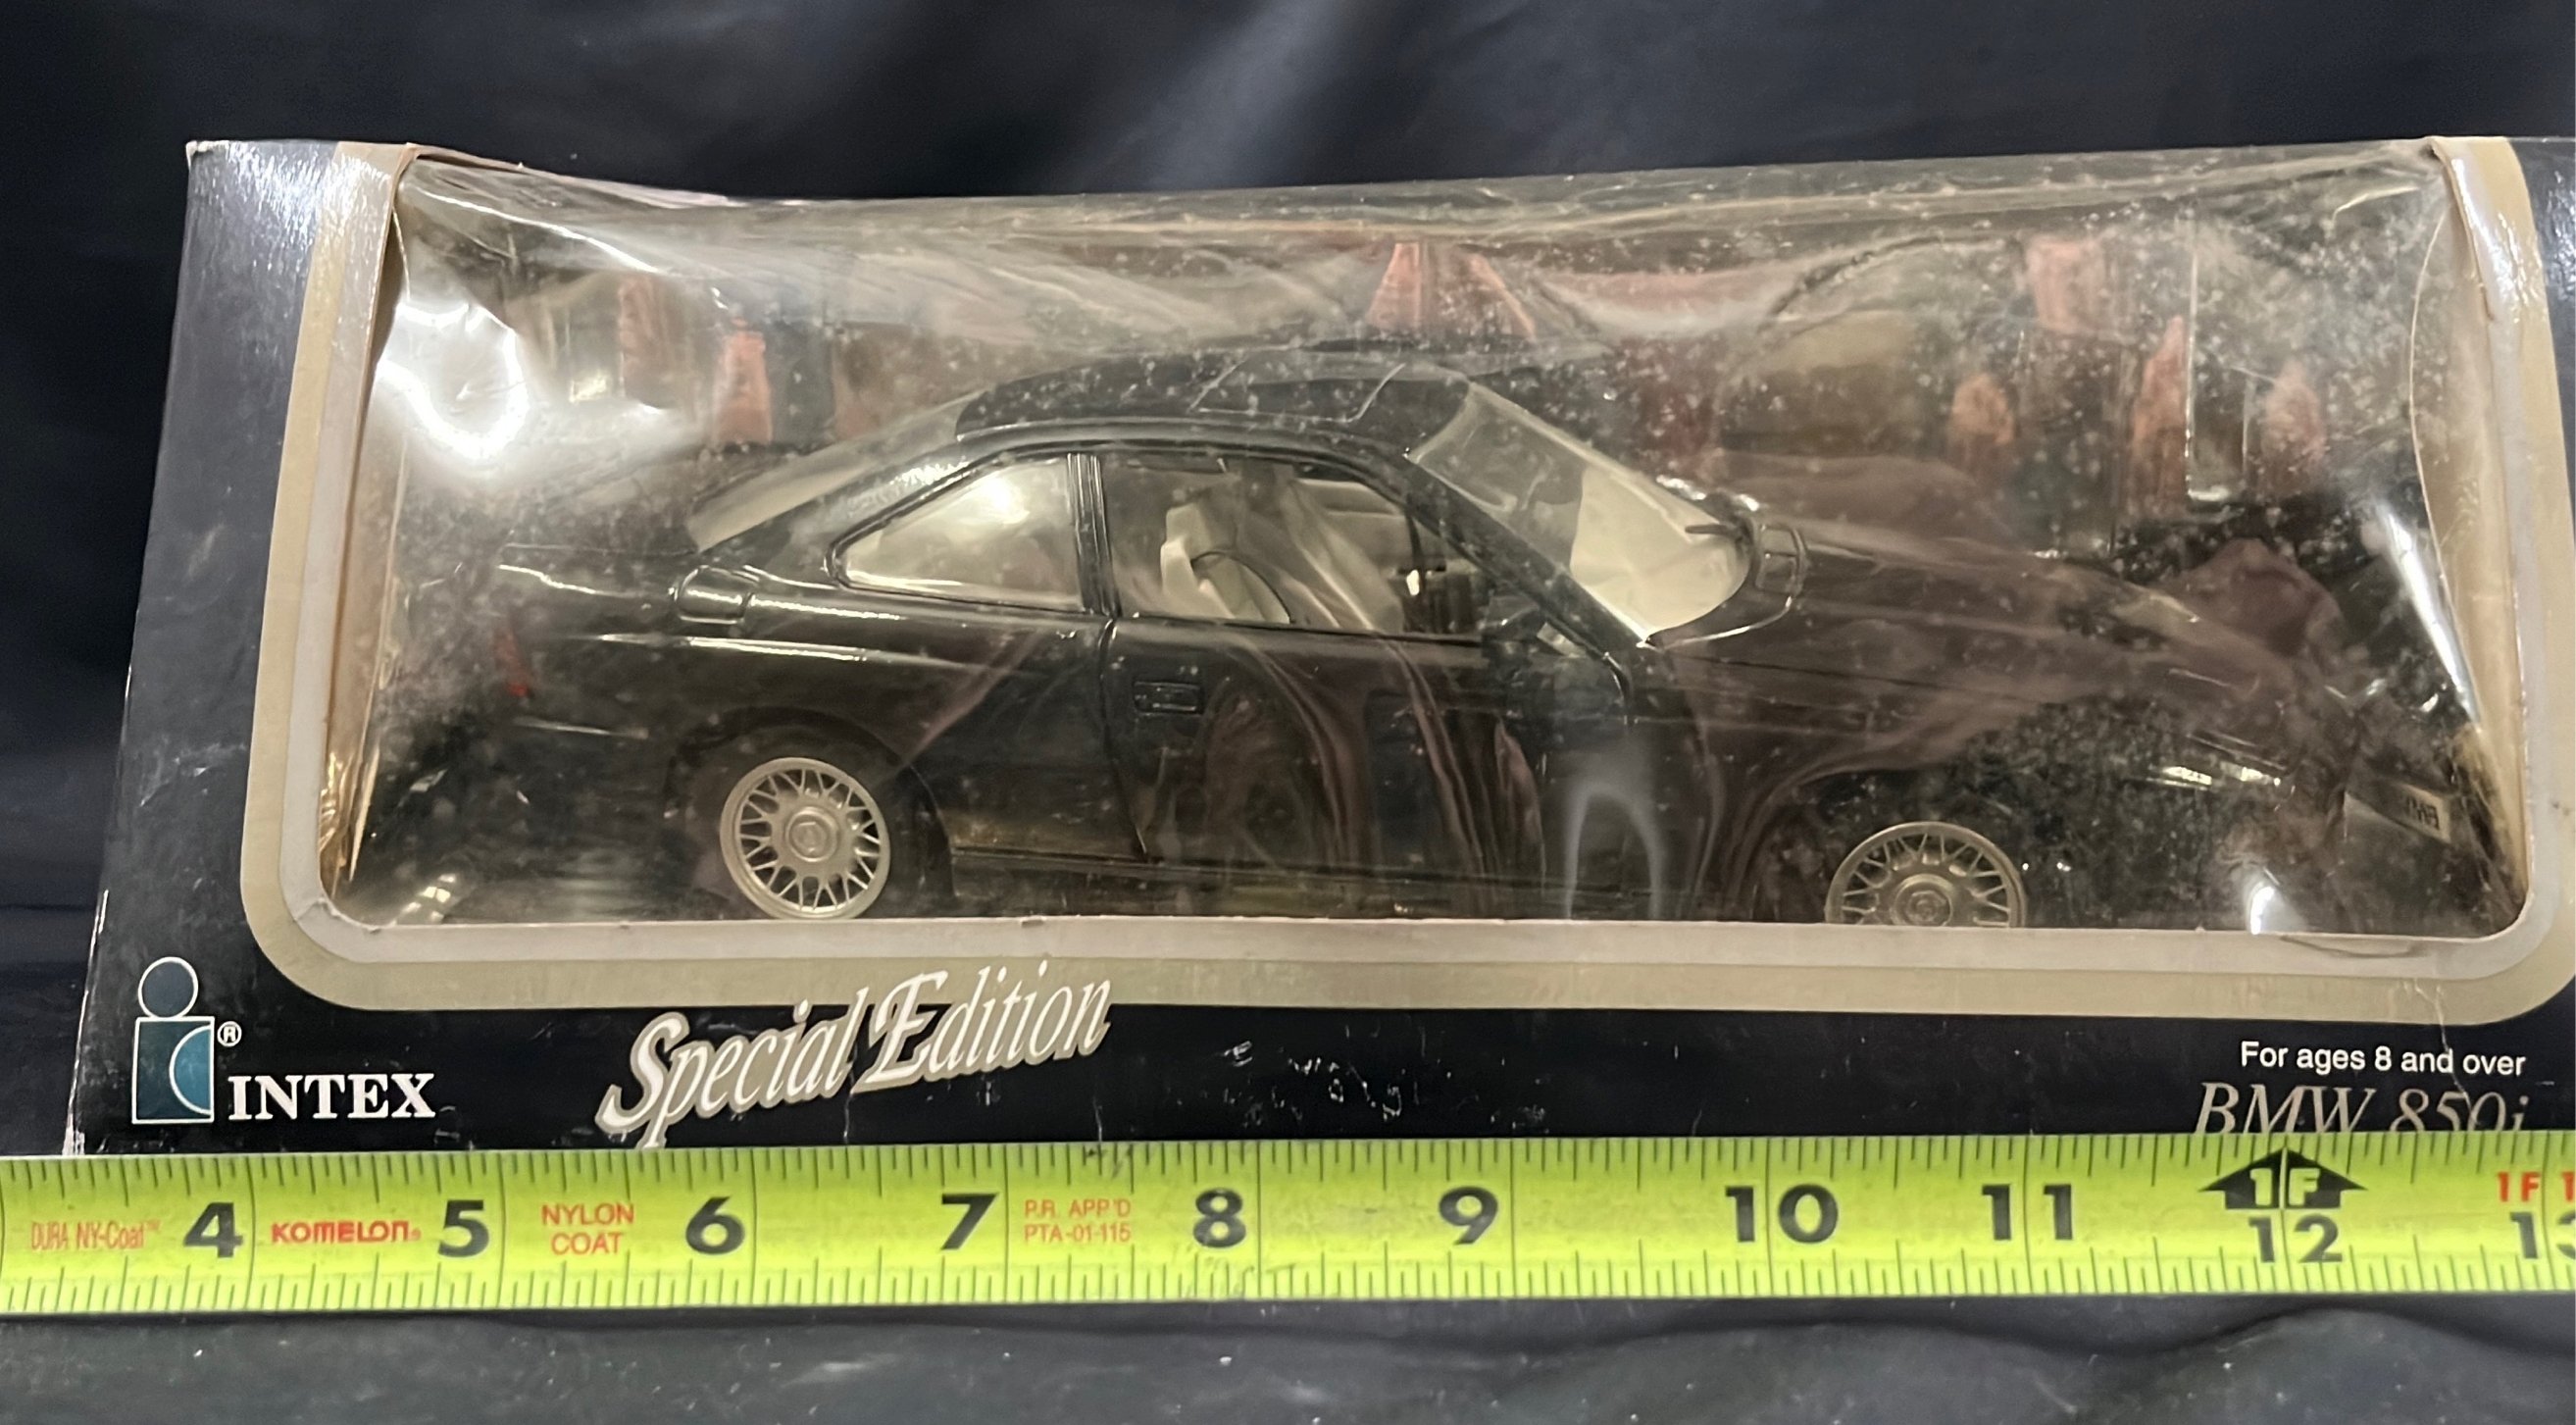 ® INTEX
Special Edition
For ages 8 and over
BMW 850i
1F
DURA NY-Coat™ 4 KOMELON® 5 NYLON COAT 6 7 P.R. APP'D PTA-01-115 8 9 10 11 12
1F